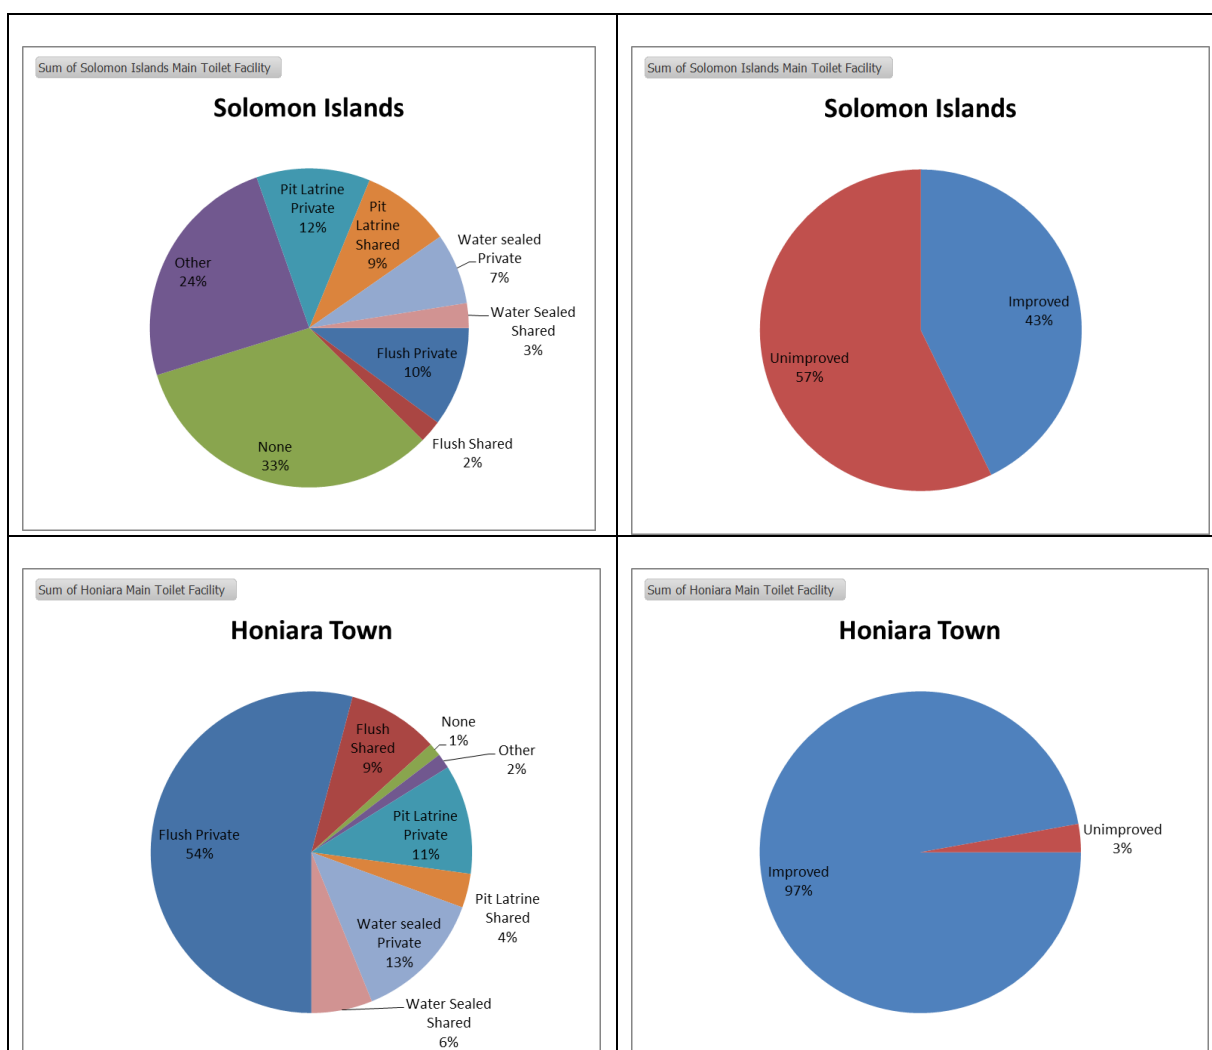 Sum of Solomon Islands Main Toilet Facility
Solomon Islands
Pit Latrine
Private
12%
Pit
Latrine
Shared
9%
Water sealed
Private
7%
Water Sealed
Shared
3%
Flush Private
10%
Flush Shared
2%
None
33%
Other
24%
Sum of Solomon Islands Main Toilet Facility
Solomon Islands
Improved
43%
Unimproved
57%
Sum of Honiara Main Toilet Facility
Honiara Town
Flush
Shared
9%
None
1%
Other
2%
Pit Latrine
Private
11%
Pit Latrine
Shared
4%
Water sealed
Private
13%
Water Sealed
Shared
6%
Flush Private
54%
Sum of Honiara Main Toilet Facility
Honiara Town
Unimproved
3%
Improved
97%